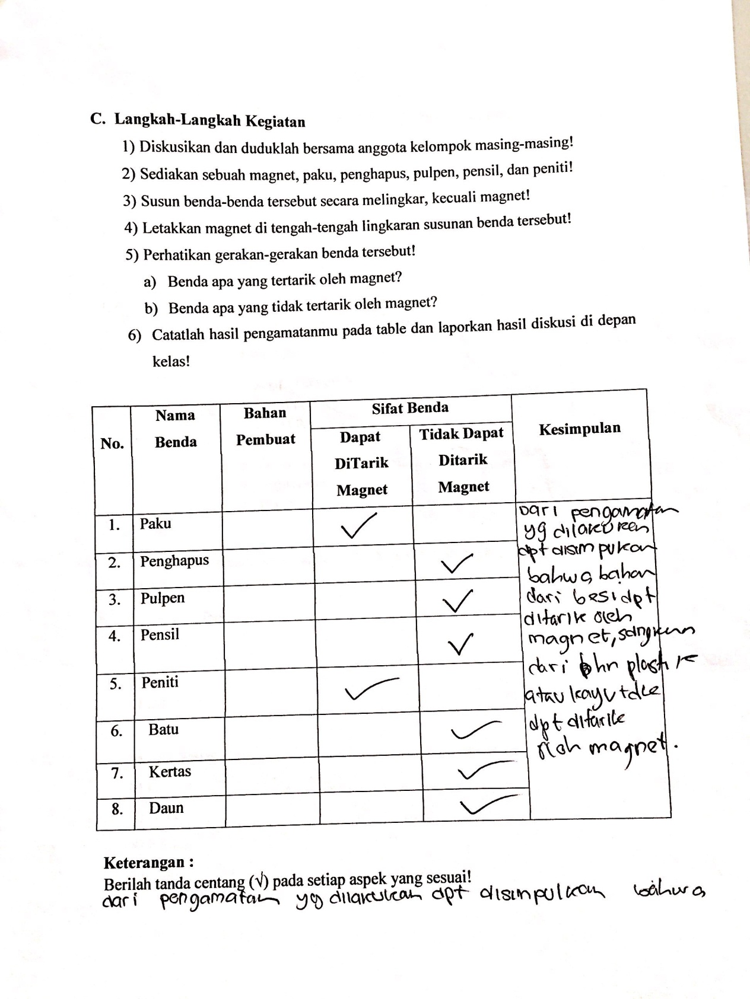 C. Langkah-Langkah Kegiatan
1) Diskusikan dan duduklah bersama anggota kelompok masing-masing!
2) Sediakan sebuah magnet, paku, penghapus, pulpen, pensil, dan peniti!
3) Susun benda-benda tersebut secara melingkar, kecuali magnet!
4) Letakkan magnet di tengah-tengah lingkaran susunan benda tersebut!
5) Perhatikan gerakan-gerakan benda tersebut!
a) Benda apa yang tertarik oleh magnet?
b) Benda apa yang tidak tertarik oleh magnet?
6) Catatlah hasil pengamatanmu pada table dan laporkan hasil diskusi di depan
kelas!
No.
Nama
Benda
Bahan
Pembuat
Sifat Benda
Dapat
DiTarik
Magnet
Tidak Dapat
Ditarik
Magnet
Kesimpulan
1. Paku ✓
2. Penghapus ✓
3. Pulpen ✓
4. Pensil ✓
5. Peniti ✓
6. Batu ✓
7. Kertas ✓
8. Daun ✓
Dari pengamatan
yg dilakuken
dpt disimpukan
bahwa bahan
dari besi dpt
ditarik oleh
magnet,
dari bhn plastik
atau kayu tdk
dpt ditarik
oleh magnet.
Keterangan :
Berilah tanda centang (√) pada setiap aspek yang sesuai!
dari pengamatan yg dilakukan dpt disimpulkan bahwa